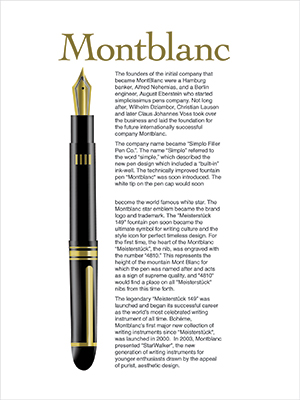 Montblanc
The founders of the initial company that
became MontBlanc were a Hamburg
banker, Alfred Nehemias, and a Berlin
engineer, August Eberstein who started
simplicissimus pens company. Not long
after, Wilhelm Dziambor, Christian Lausen
and later Claus Johannes Voss took over
the business and laid the foundation for
the future internationally successful
company Montblanc.
The company name became "Simplo Filler
Pen Co.". The name "Simplo" referred to
the word "simple," which described the
new pen design which included a "built-in"
ink-well. The technically improved fountain
pen "Montblanc" was soon introduced. The
white tip on the pen cap would soon
become the world famous white star. The
Montblanc star emblem became the brand
logo and trademark. The "Meisterstück
149" fountain pen soon became the
ultimate symbol for writing culture and the
style icon for perfect timeless design. For
the first time, the heart of the Montblanc
"Meisterstück", the nib, was engraved with
the number "4810." This represents the
height of the mountain Mont Blanc for
which the pen was named after and acts
as a sign of supreme quality, and "4810"
would find a place on all "Meisterstück"
nibs from this time forth.
The legendary "Meisterstück 149" was
launched and began its successful career
as the world's most celebrated writing
instrument of all time. Bohème,
Montblanc's first major new collection of
writing instruments since "Meisterstück",
was launched in 2000. In 2003, Montblanc
presented "StarWalker", the new
generation of writing instruments for
younger enthusiasts drawn by the appeal
of purist, aesthetic design.